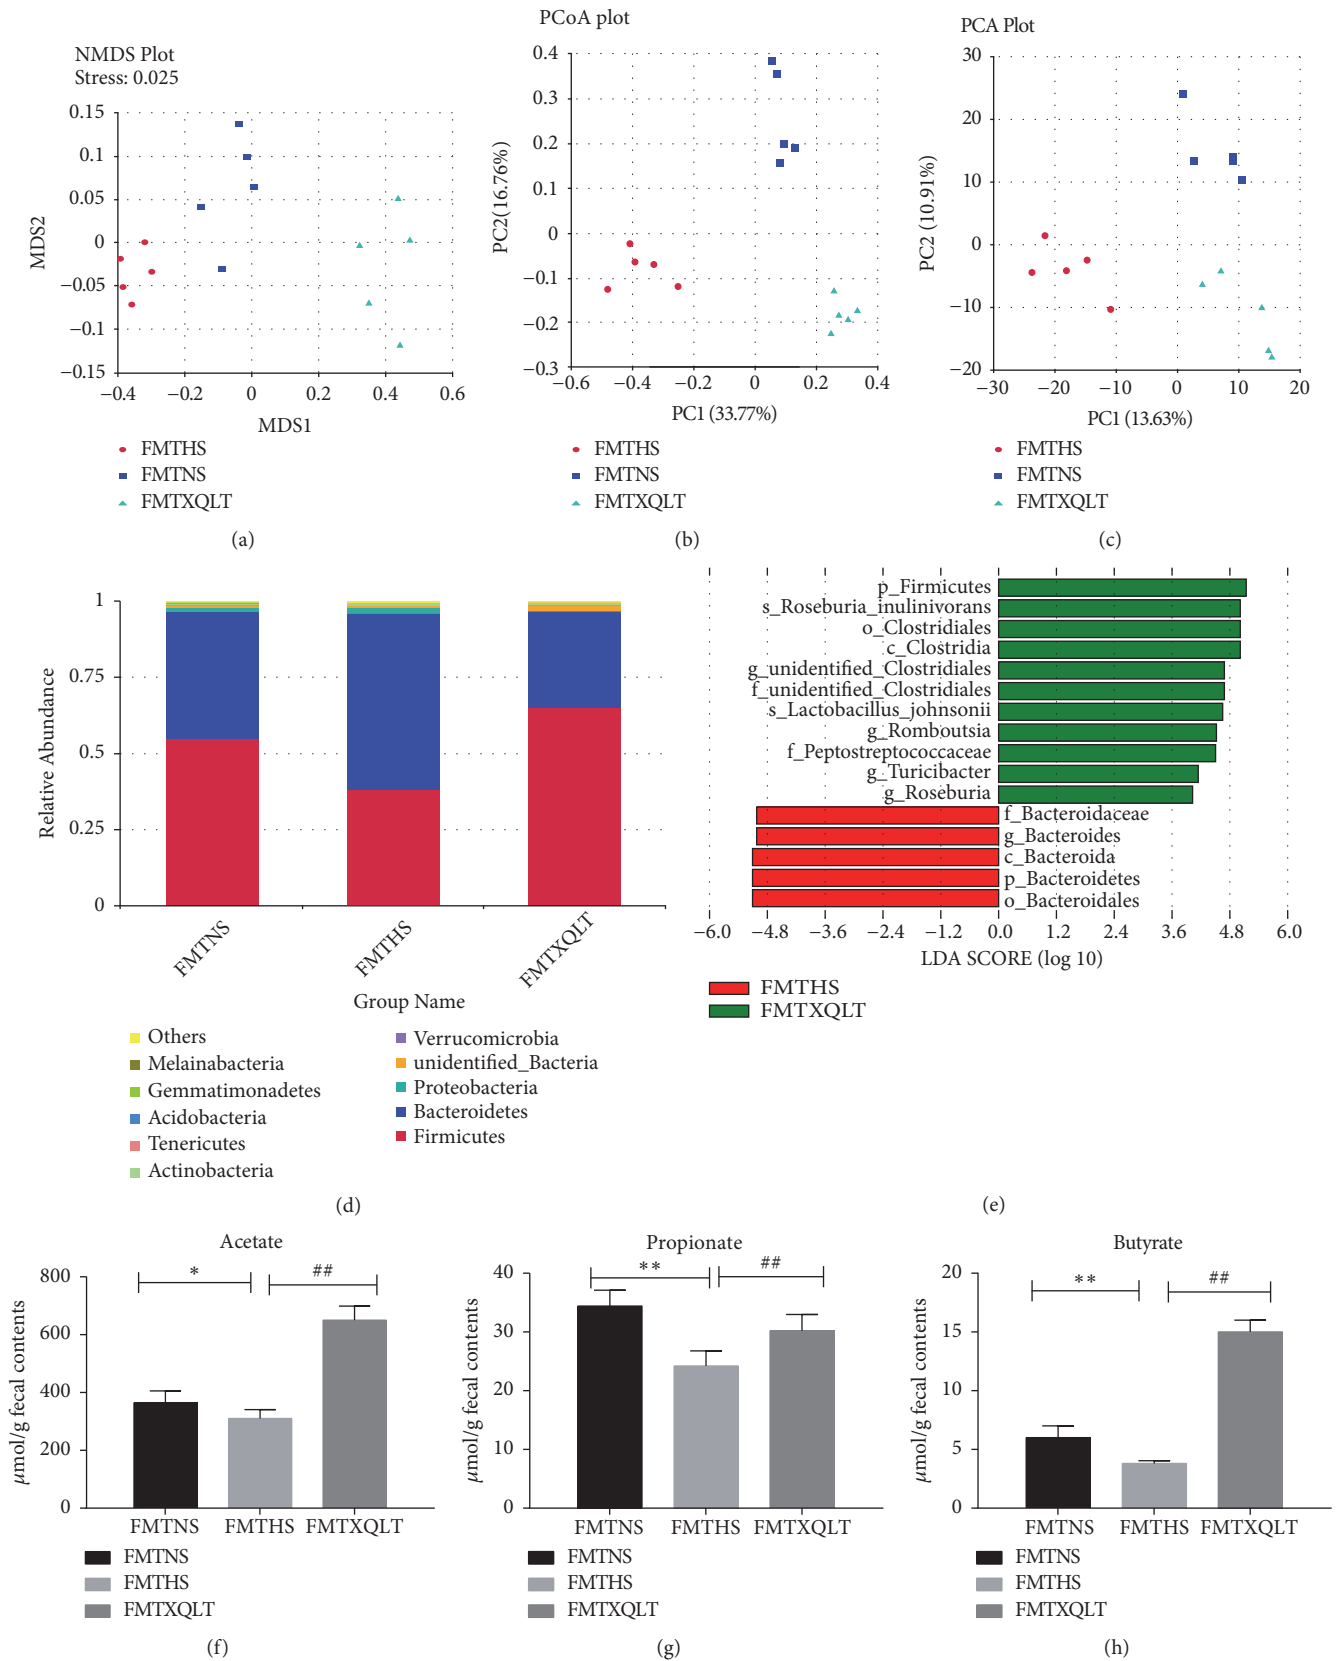 NMDS Plot
Stress: 0.025
0.15
0.1
0.05
0
−0.05
−0.1
−0.15
MDS2
−0.4
−0.2
0
0.2
0.4
0.6
MDS1
FMTHS
FMTNS
FMTXQLT
(a)
PCoA plot
0.4
0.3
0.2
0.1
0
−0.1
−0.2
−0.3
PC2(16.76%)
−0.6
−0.4
−0.2
0
0.2
0.4
PC1 (33.77%)
FMTHS
FMTNS
FMTXQLT
(b)
PCA Plot
30
20
10
0
−10
−20
PC2 (10.91%)
−30
−20
−10
0
10
20
PC1 (13.63%)
FMTHS
FMTNS
FMTXQLT
(c)
1
0.75
0.5
0.25
0
Relative Abundance
FMTNS
FMTHS
FMTXQLT
Group Name
Others
Melainabacteria
Gemmatimonadetes
Acidobacteria
Tenericutes
Actinobacteria
Verrucomicrobia
unidentified_Bacteria
Proteobacteria
Bacteroidetes
Firmicutes
(d)
p_Firmicutes
s_Roseburia_inulinivorans
o_Clostridiales
c_Clostridia
g_unidentified_Clostridiales
f_unidentified_Clostridiales
s_Lactobacillus_johnsonii
g_Romboutsia
f_Peptostreptococcaceae
g_Turicibacter
g_Roseburia
f_Bacteroidaceae
g_Bacteroides
c_Bacteroida
p_Bacteroidetes
o_Bacteroidales
−6.0
−4.8
−3.6
−2.4
−1.2
0.0
1.2
2.4
3.6
4.8
6.0
LDA SCORE (log 10)
FMTHS
FMTXQLT
(e)
Acetate
*
##
800
600
400
200
0
μmol/g fecal contents
FMTNS
FMTHS
FMTXQLT
FMTNS
FMTHS
FMTXQLT
(f)
Propionate
**
##
40
30
20
10
0
μmol/g fecal contents
FMTNS
FMTHS
FMTXQLT
FMTNS
FMTHS
FMTXQLT
(g)
Butyrate
**
##
20
15
10
5
0
μmol/g fecal contents
FMTNS
FMTHS
FMTXQLT
FMTNS
FMTHS
FMTXQLT
(h)